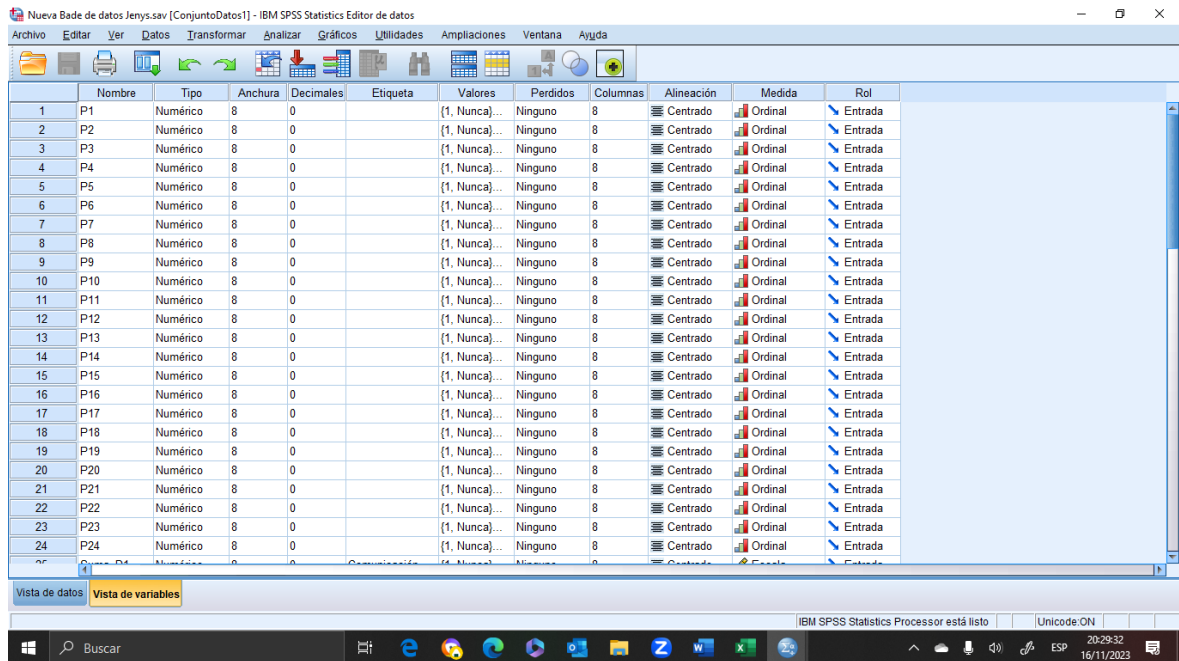 Nueva Bade de datos Jenys.sav [ConjuntoDatos1] - IBM SPSS Statistics Editor de datos
Archivo Editar Ver Datos Transformar Analizar Gráficos Utilidades Ampliaciones Ventana Ayuda
Nombre Tipo Anchura Decimales Etiqueta Valores Perdidos Columnas Alineación Medida Rol
1 P1 Numérico 8 0 {1, Nunca}... Ninguno 8 Centrado Ordinal Entrada
2 P2 Numérico 8 0 {1, Nunca}... Ninguno 8 Centrado Ordinal Entrada
3 P3 Numérico 8 0 {1, Nunca}... Ninguno 8 Centrado Ordinal Entrada
4 P4 Numérico 8 0 {1, Nunca}... Ninguno 8 Centrado Ordinal Entrada
5 P5 Numérico 8 0 {1, Nunca}... Ninguno 8 Centrado Ordinal Entrada
6 P6 Numérico 8 0 {1, Nunca}... Ninguno 8 Centrado Ordinal Entrada
7 P7 Numérico 8 0 {1, Nunca}... Ninguno 8 Centrado Ordinal Entrada
8 P8 Numérico 8 0 {1, Nunca}... Ninguno 8 Centrado Ordinal Entrada
9 P9 Numérico 8 0 {1, Nunca}... Ninguno 8 Centrado Ordinal Entrada
10 P10 Numérico 8 0 {1, Nunca}... Ninguno 8 Centrado Ordinal Entrada
11 P11 Numérico 8 0 {1, Nunca}... Ninguno 8 Centrado Ordinal Entrada
12 P12 Numérico 8 0 {1, Nunca}... Ninguno 8 Centrado Ordinal Entrada
13 P13 Numérico 8 0 {1, Nunca}... Ninguno 8 Centrado Ordinal Entrada
14 P14 Numérico 8 0 {1, Nunca}... Ninguno 8 Centrado Ordinal Entrada
15 P15 Numérico 8 0 {1, Nunca}... Ninguno 8 Centrado Ordinal Entrada
16 P16 Numérico 8 0 {1, Nunca}... Ninguno 8 Centrado Ordinal Entrada
17 P17 Numérico 8 0 {1, Nunca}... Ninguno 8 Centrado Ordinal Entrada
18 P18 Numérico 8 0 {1, Nunca}... Ninguno 8 Centrado Ordinal Entrada
19 P19 Numérico 8 0 {1, Nunca}... Ninguno 8 Centrado Ordinal Entrada
20 P20 Numérico 8 0 {1, Nunca}... Ninguno 8 Centrado Ordinal Entrada
21 P21 Numérico 8 0 {1, Nunca}... Ninguno 8 Centrado Ordinal Entrada
22 P22 Numérico 8 0 {1, Nunca}... Ninguno 8 Centrado Ordinal Entrada
23 P23 Numérico 8 0 {1, Nunca}... Ninguno 8 Centrado Ordinal Entrada
24 P24 Numérico 8 0 {1, Nunca}... Ninguno 8 Centrado Ordinal Entrada
Vista de datos Vista de variables
IBM SPSS Statistics Processor está listo Unicode:ON
Buscar ESP 20:29:32
16/11/2023